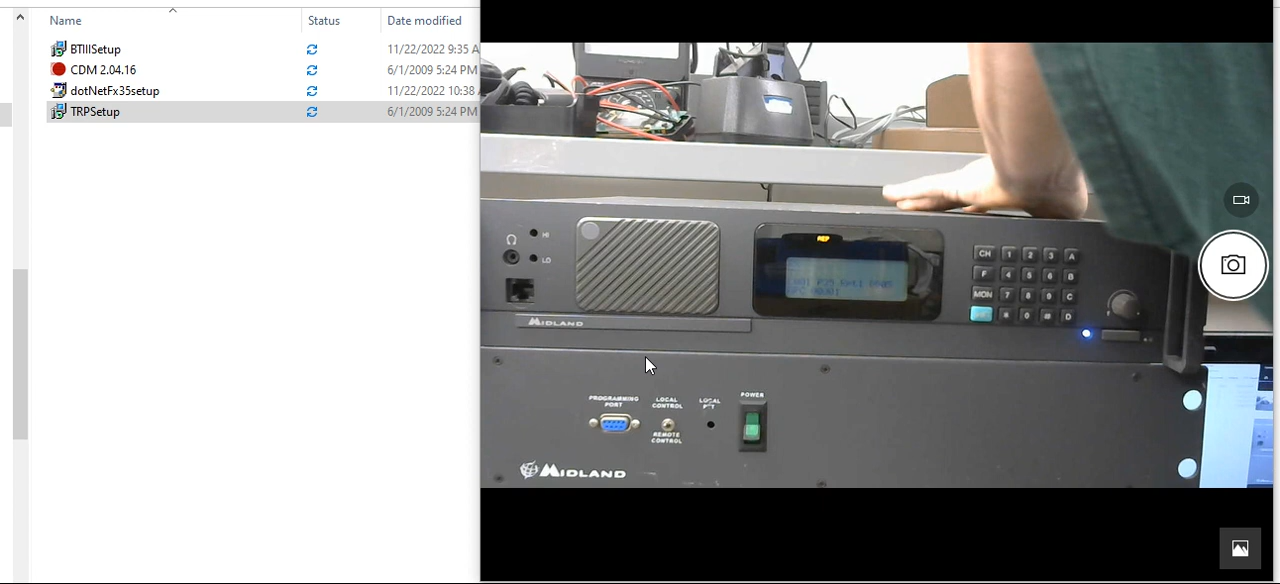 Name Status Date modified
BTIIISetup 11/22/2022 9:35 A
CDM 2.04.16 6/1/2009 5:24 PM
dotNetFx35setup 11/22/2022 10:38
TRPSetup 6/1/2009 5:24 PM
HI
LO
MIDLAND
CH 1 2 3 A
F 4 5 6 B
MON 7 8 9 C
* 0 # D
PROGRAMMING
PORT
LOCAL
CONTROL
REMOTE
CONTROL
LOCAL
PTT
POWER
MIDLAND